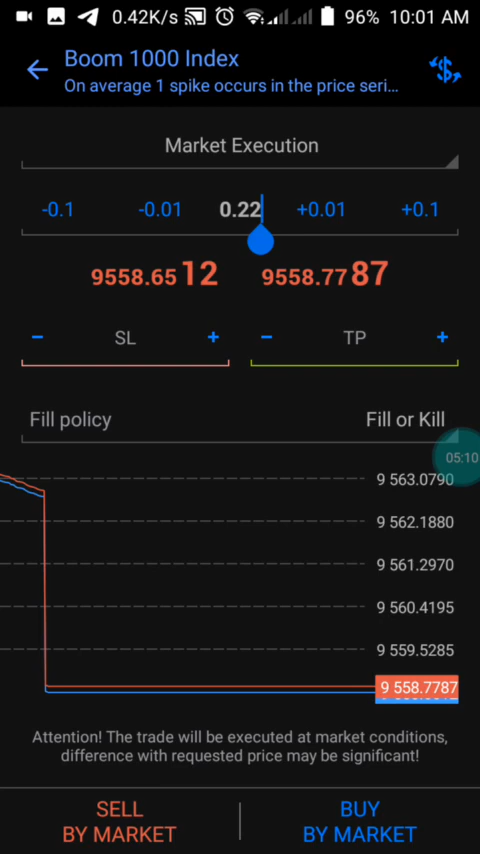 0.42K/s 96% 10:01 AM
Boom 1000 Index
On average 1 spike occurs in the price seri...
Market Execution
-0.1 -0.01 0.22 +0.01 +0.1
9558.6512 9558.7787
− SL + − TP +
Fill policy Fill or Kill
05:10
9 563.0790
9 562.1880
9 561.2970
9 560.4195
9 559.5285
9 558.7787
Attention! The trade will be executed at market conditions,
difference with requested price may be significant!
SELL BUY
BY MARKET BY MARKET